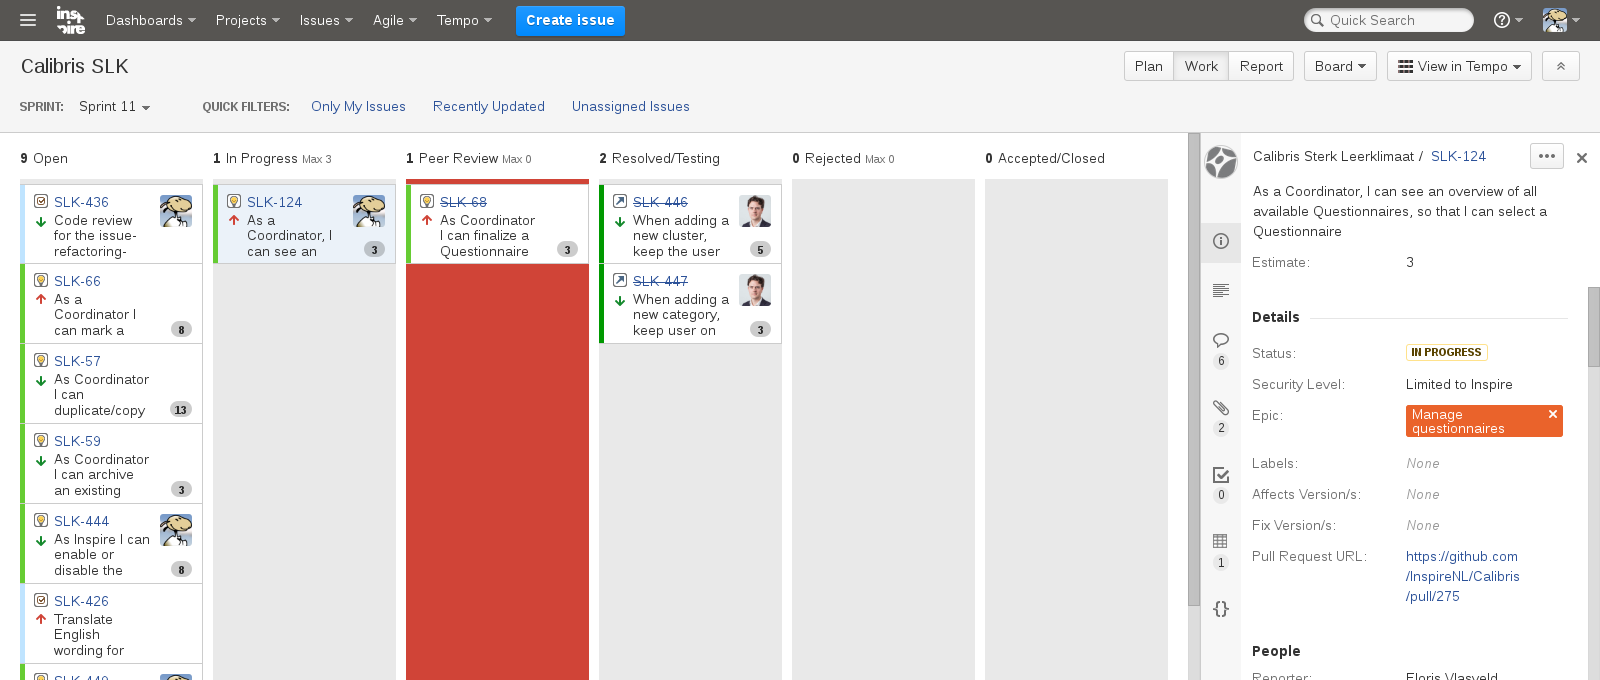 inspire Dashboards Projects Issues Agile Tempo Create issue Quick Search
Calibris SLK
Plan Work Report Board View in Tempo
SPRINT: Sprint 11 QUICK FILTERS: Only My Issues Recently Updated Unassigned Issues
9 Open
SLK-436
Code review
for the issue-
refactoring-
SLK-66
As a
Coordinator I
can mark a
8
SLK-57
As Coordinator
I can
duplicate/copy
13
SLK-59
As Coordinator
I can archive
an existing
3
SLK-444
As Inspire I can
enable or
disable the
8
SLK-426
Translate
English
wording for
1 In Progress Max 3
SLK-124
As a
Coordinator, I
can see an
3
1 Peer Review Max 0
SLK-68
As Coordinator
I can finalize a
Questionnaire
3
2 Resolved/Testing
SLK-446
When adding a
new cluster,
keep the user
5
SLK-447
When adding a
new category,
keep user on
3
0 Rejected Max 0
0 Accepted/Closed
6
2
0
1
{}
Calibris Sterk Leerklimaat / SLK-124
As a Coordinator, I can see an overview of all
available Questionnaires, so that I can select a
Questionnaire
Estimate: 3
Details
Status: IN PROGRESS
Security Level: Limited to Inspire
Epic: Manage
questionnaires
Labels: None
Affects Version/s: None
Fix Version/s: None
Pull Request URL: https://github.com
/InspireNL/Calibris
/pull/275
People
Reporter: Floris Vlasveld